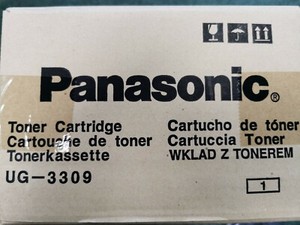 Panasonic®
Toner Cartridge
Cartouche de toner
Tonerkassette
UG-3309
Cartucho de tóner
Cartuccia Toner
WKLAD Z TONEREM
1